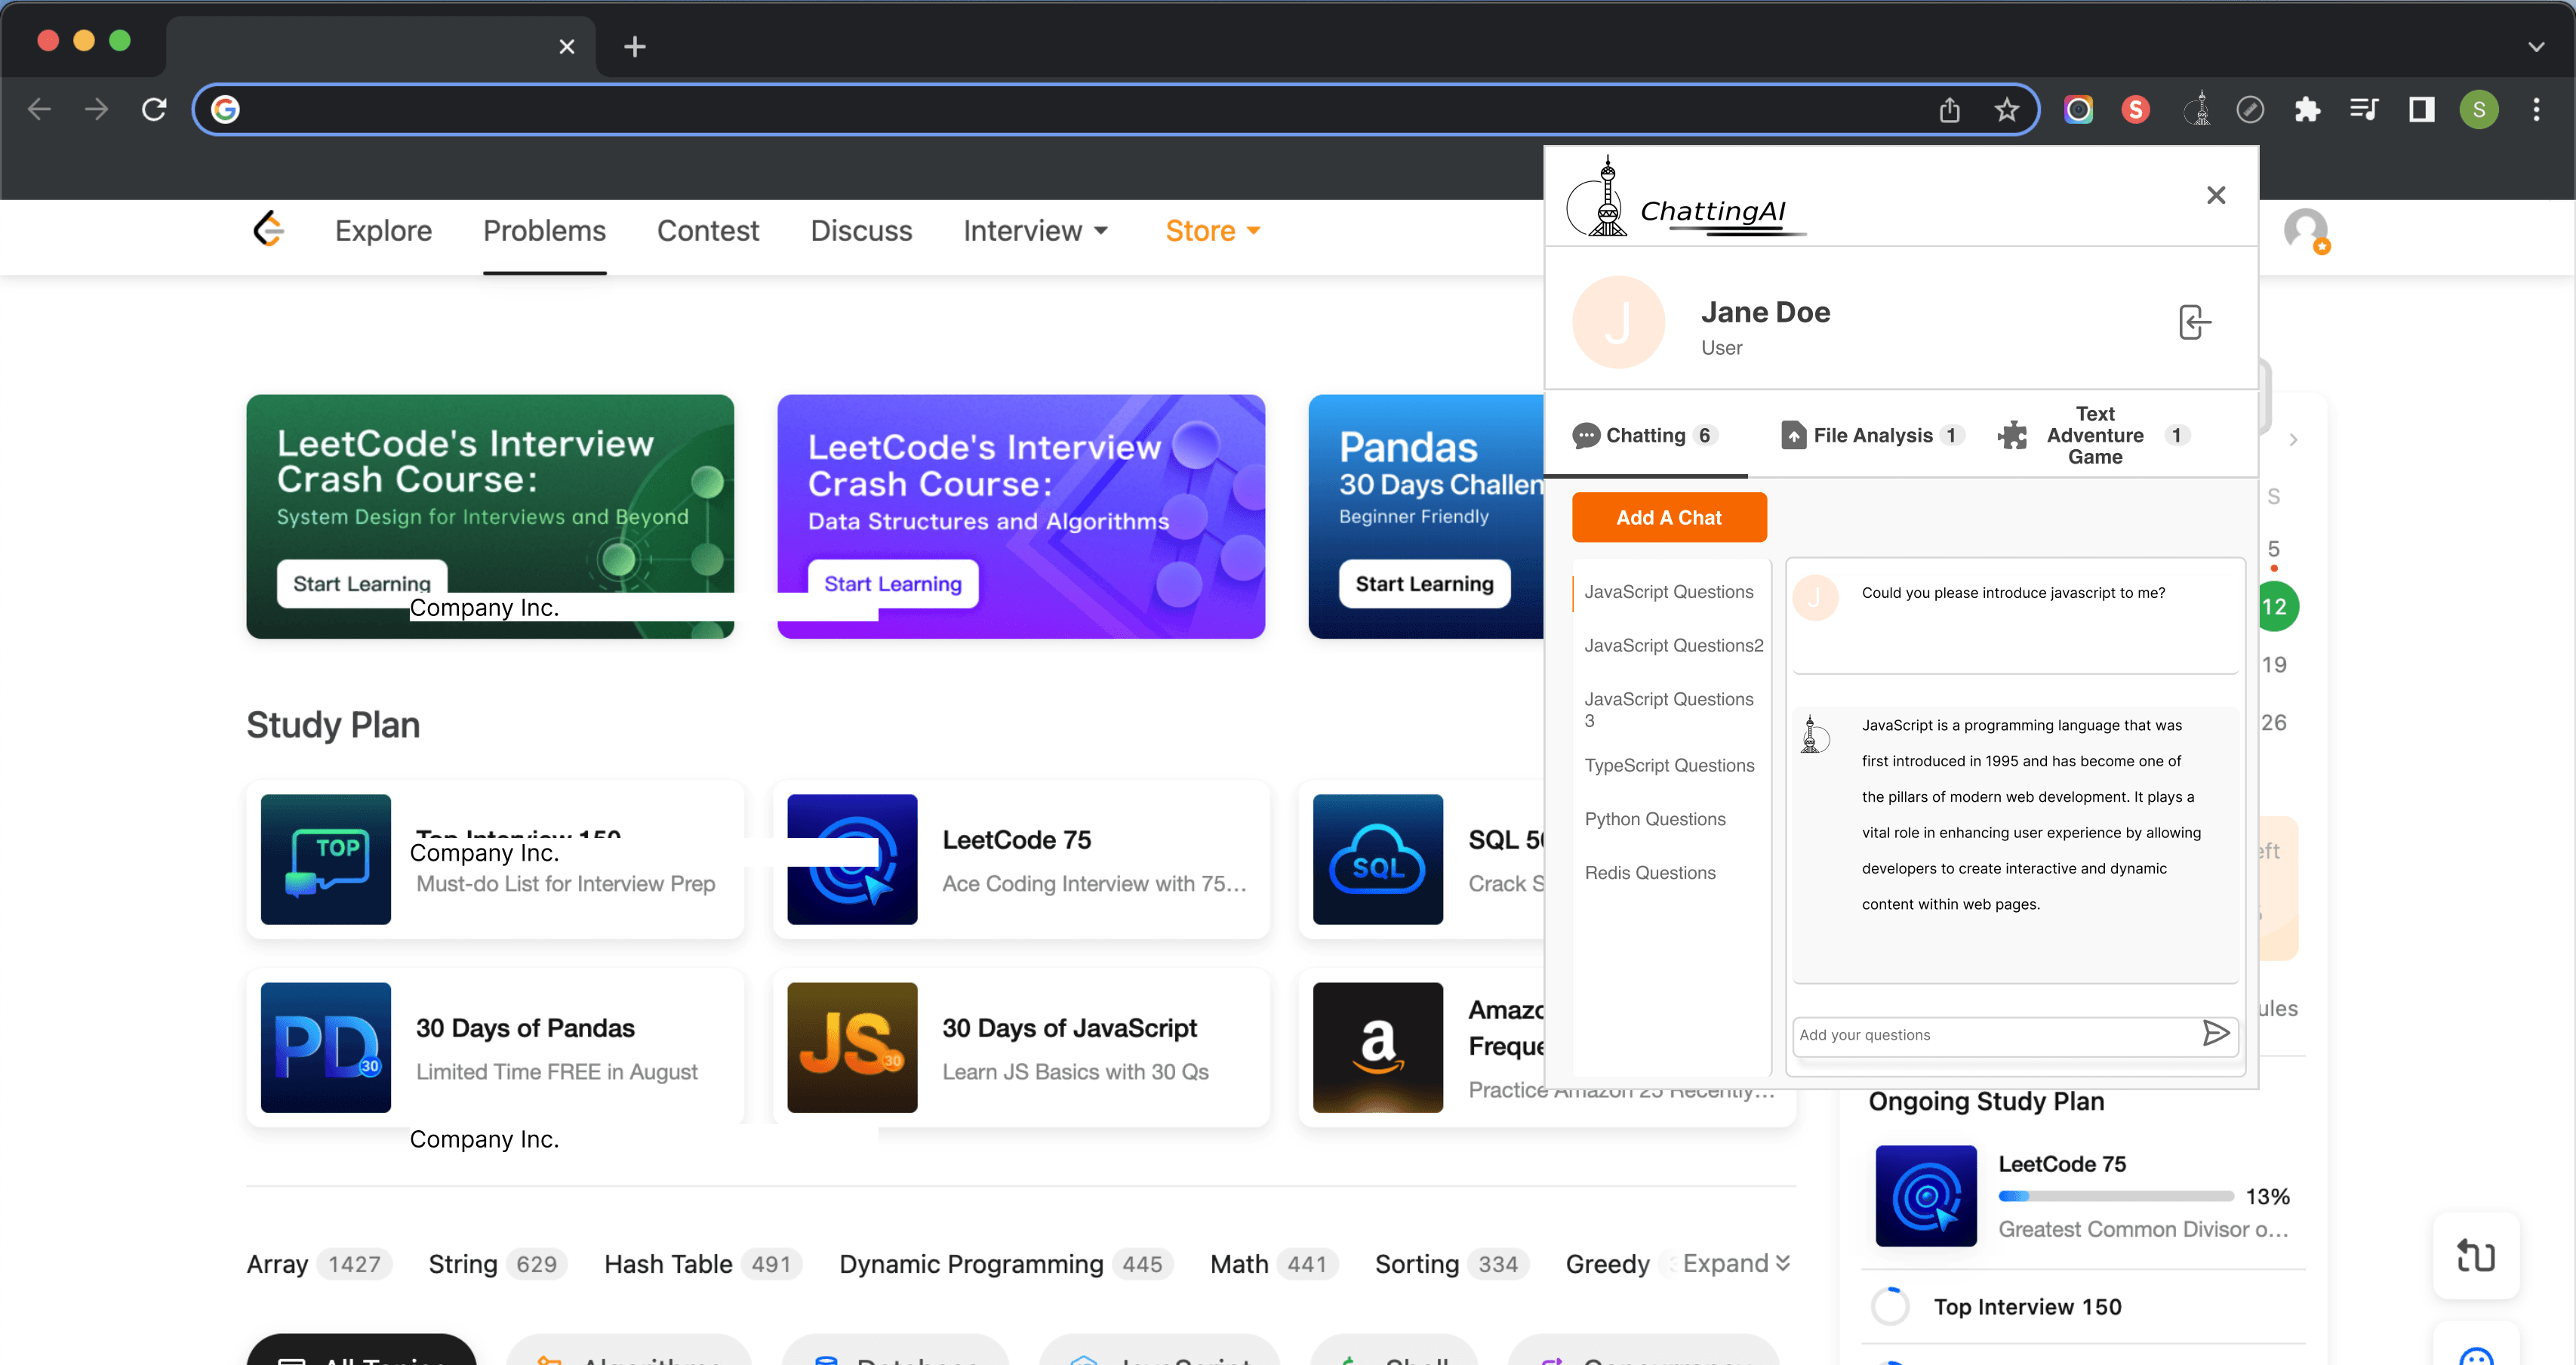 S
Explore
Problems
Contest
Discuss
Interview
Store
ChattingAI
J
Jane Doe
User
Chatting 6
File Analysis 1
Text Adventure Game 1
LeetCode's Interview
Crash Course:
System Design for Interviews and Beyond
Start Learning
Company Inc.
LeetCode's Interview
Crash Course:
Data Structures and Algorithms
Start Learning
Pandas
30 Days Challen
Beginner Friendly
Start Learning
Add A Chat
JavaScript Questions
JavaScript Questions2
JavaScript Questions
3
TypeScript Questions
Python Questions
Redis Questions
J
Could you please introduce javascript to me?
JavaScript is a programming language that was
first introduced in 1995 and has become one of
the pillars of modern web development. It plays a
vital role in enhancing user experience by allowing
developers to create interactive and dynamic
content within web pages.
Add your questions
S
5
12
19
26
eft
ules
Study Plan
TOP
Top Interview 150
Company Inc.
Must-do List for Interview Prep
LeetCode 75
Ace Coding Interview with 75...
SQL
SQL 50
Crack S
PD 30
30 Days of Pandas
Limited Time FREE in August
JS 30
30 Days of JavaScript
Learn JS Basics with 30 Qs
a
Amazo
Freque
Practice Amazon 25 Recently...
Company Inc.
Ongoing Study Plan
LeetCode 75
13%
Greatest Common Divisor o...
Top Interview 150
Array 1427
String 629
Hash Table 491
Dynamic Programming 445
Math 441
Sorting 334
Greedy
Expand
All Topics
Algorithms
Database
JavaScript
Shell
Concurrency